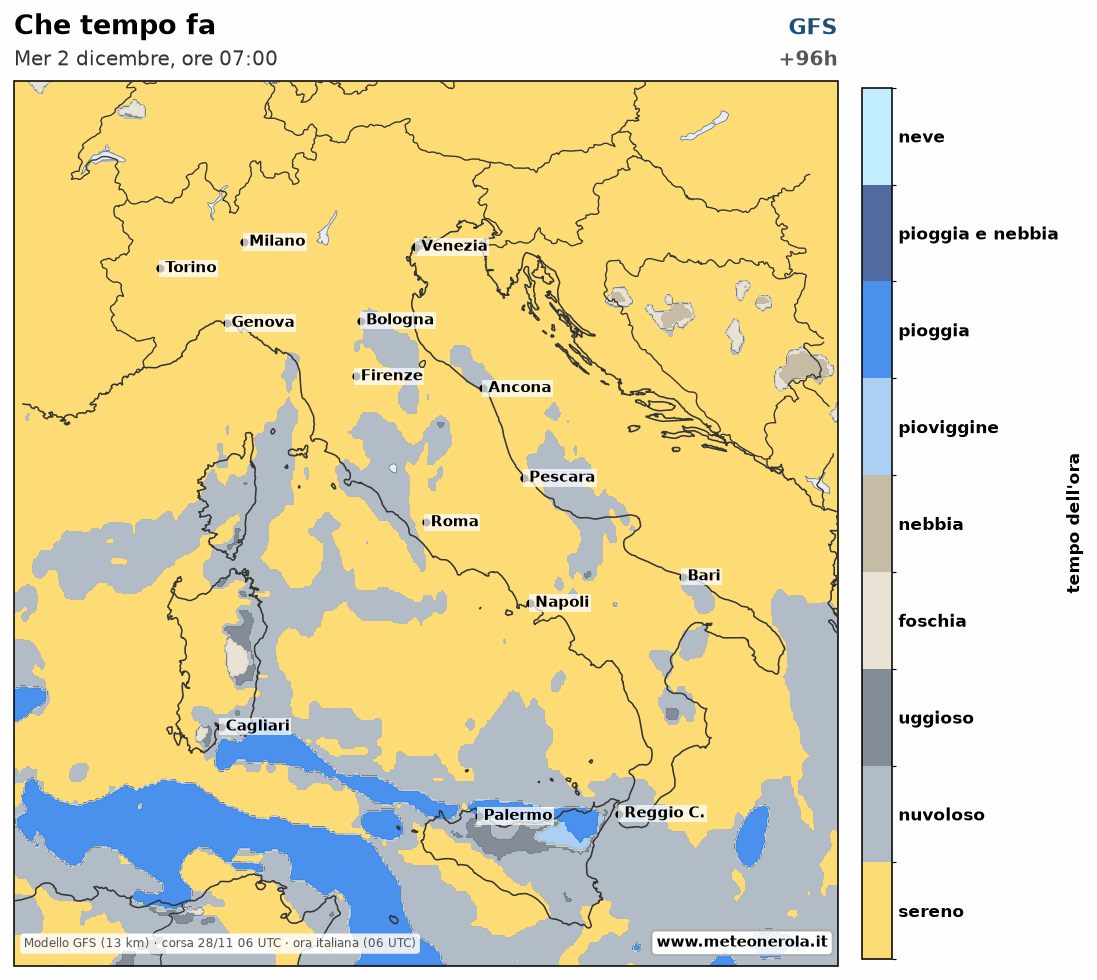 Che tempo fa
GFS
Mer 2 dicembre, ore 07:00
+96h
neve
pioggia e nebbia
pioggia
pioviggine
nebbia
foschia
uggioso
nuvoloso
sereno
tempo dell'ora
Milano
Venezia
Torino
Genova
Bologna
Firenze
Ancona
Pescara
Roma
Bari
Napoli
Cagliari
Palermo
Reggio C.
Modello GFS (13 km) · corsa 28/11 06 UTC · ora italiana (06 UTC)
www.meteonerola.it